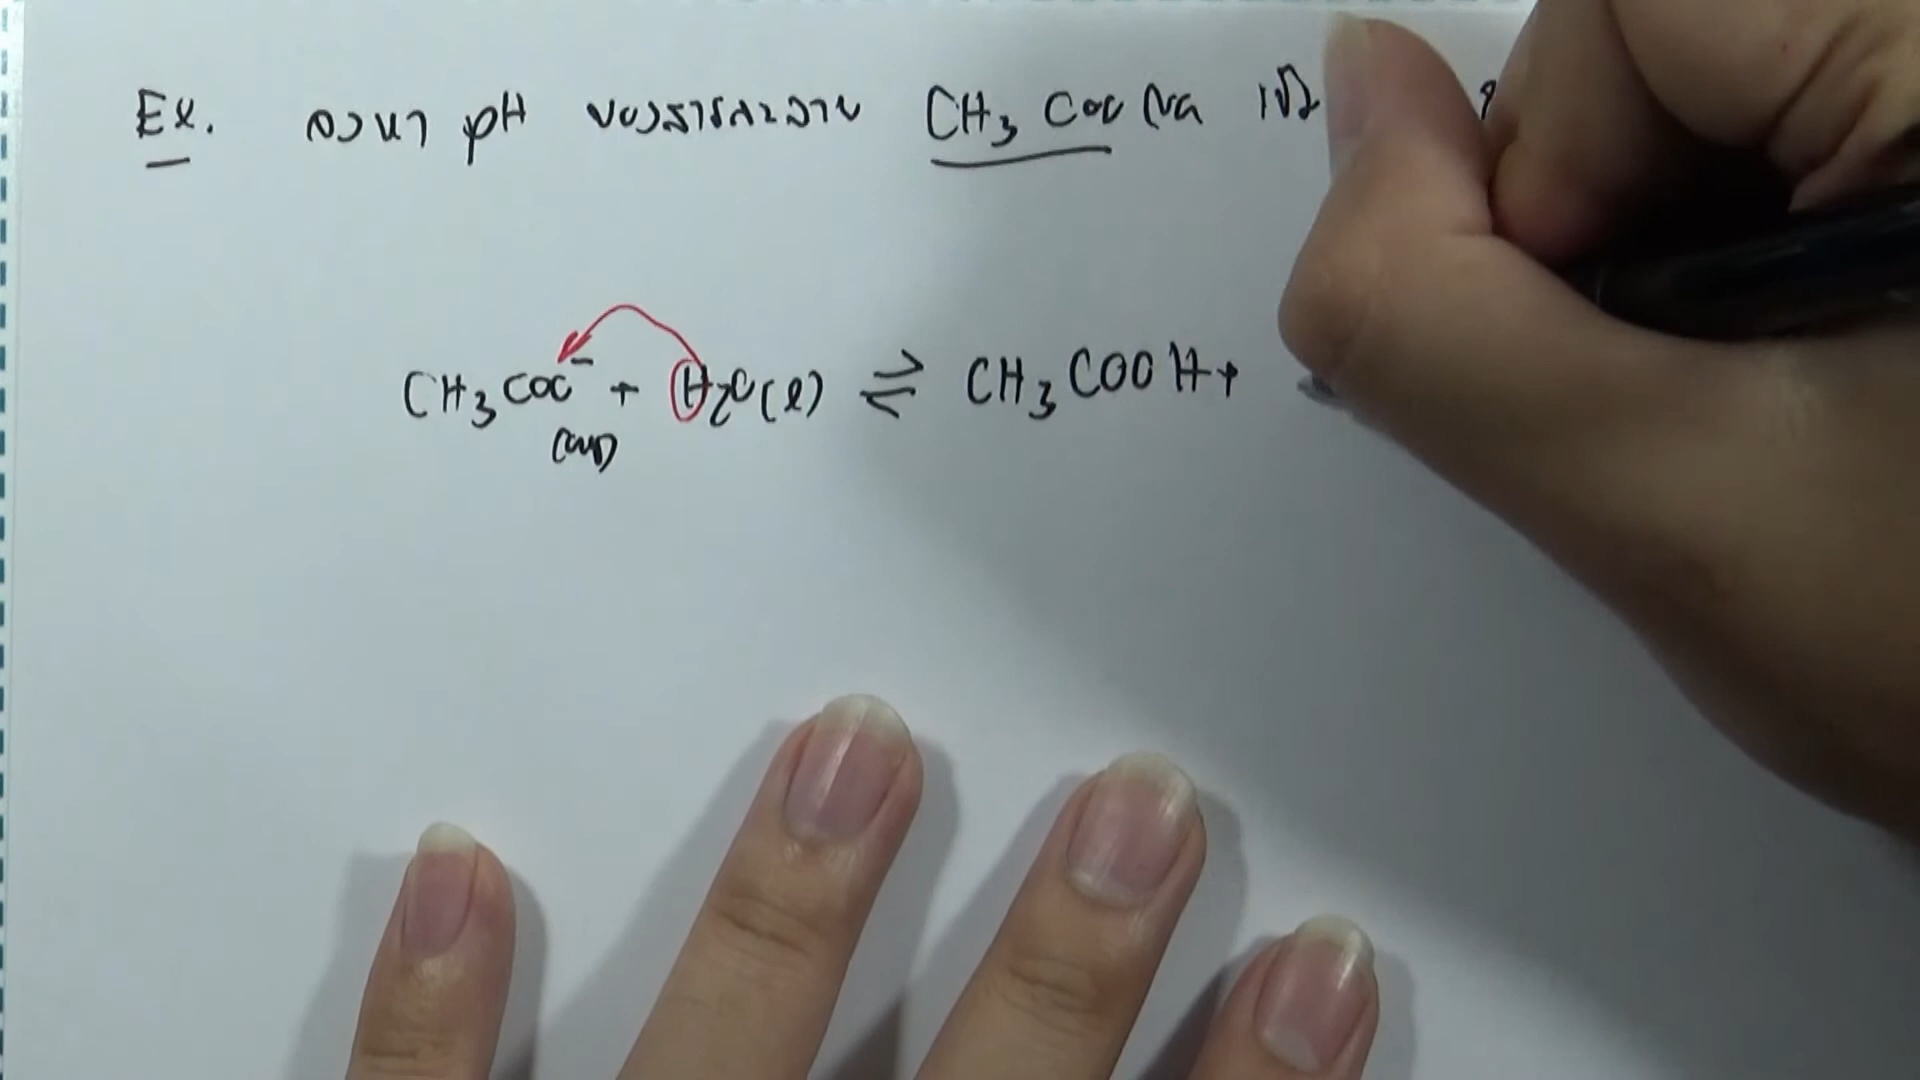 Ex. จงหา pH ของสารละลาย CH₃COONa
CH₃COO⁻ + H₂O(l) ⇌ CH₃COOH +
(aq)